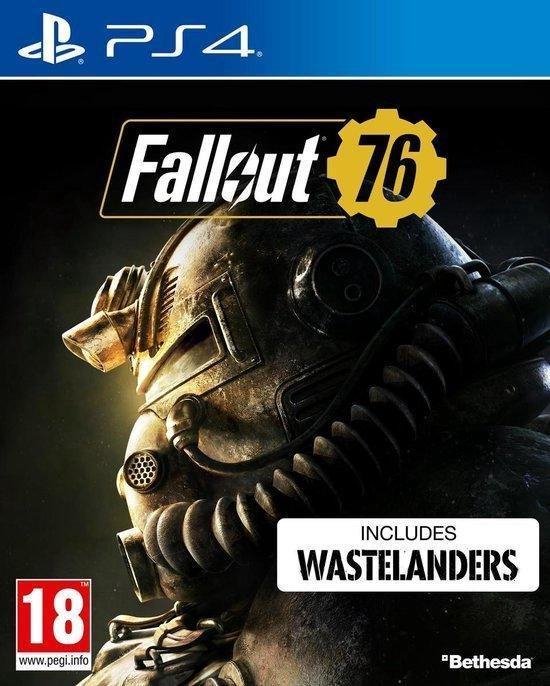 PS4
Fallout 76
INCLUDES
WASTELANDERS
18
www.pegi.info
Bethesda